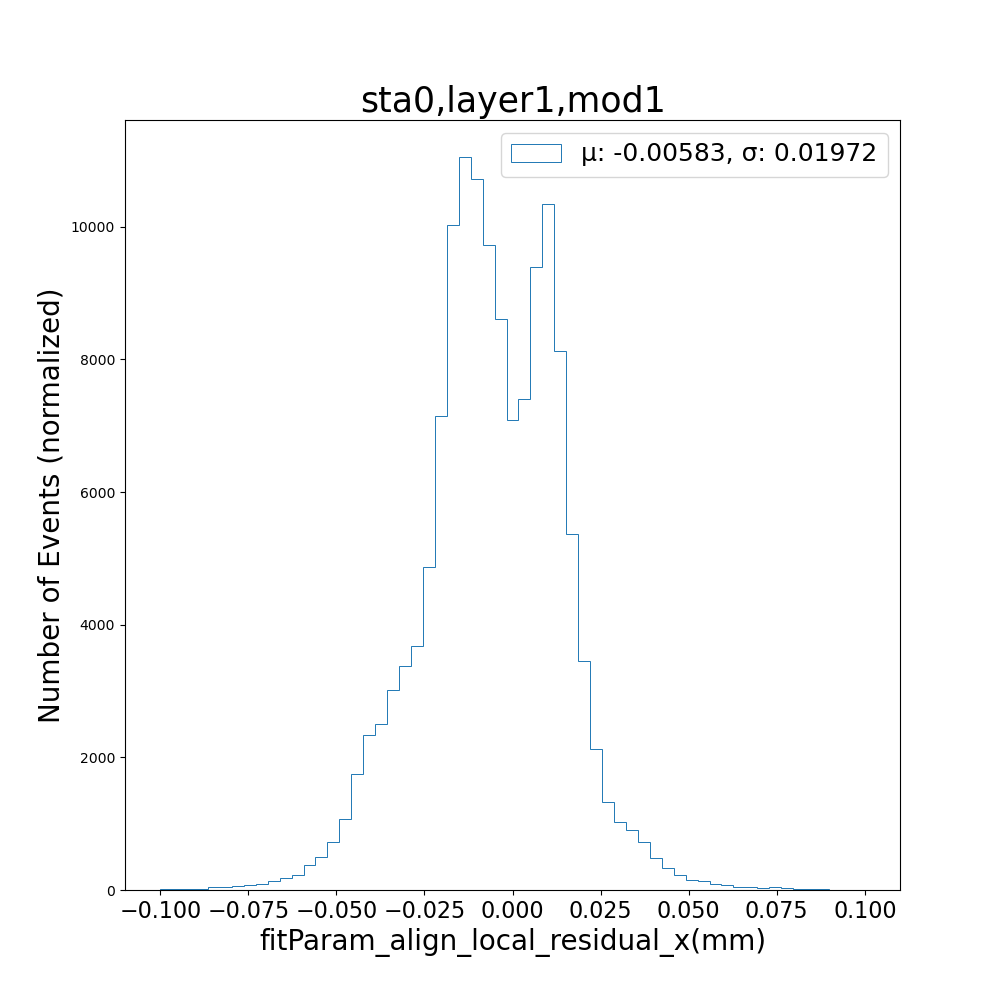 sta0,layer1,mod1
μ: -0.00583, σ: 0.01972
Number of Events (normalized)
10000
8000
6000
4000
2000
0
−0.100 −0.075 −0.050 −0.025 0.000 0.025 0.050 0.075 0.100
fitParam_align_local_residual_x(mm)